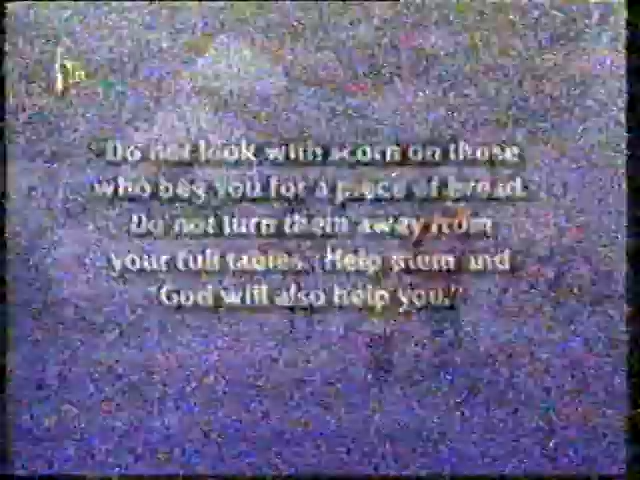 "Do not look with scorn on those
who beg you for a piece of bread.
Do not turn them away from
your full tables. Help them and
God will also help you."